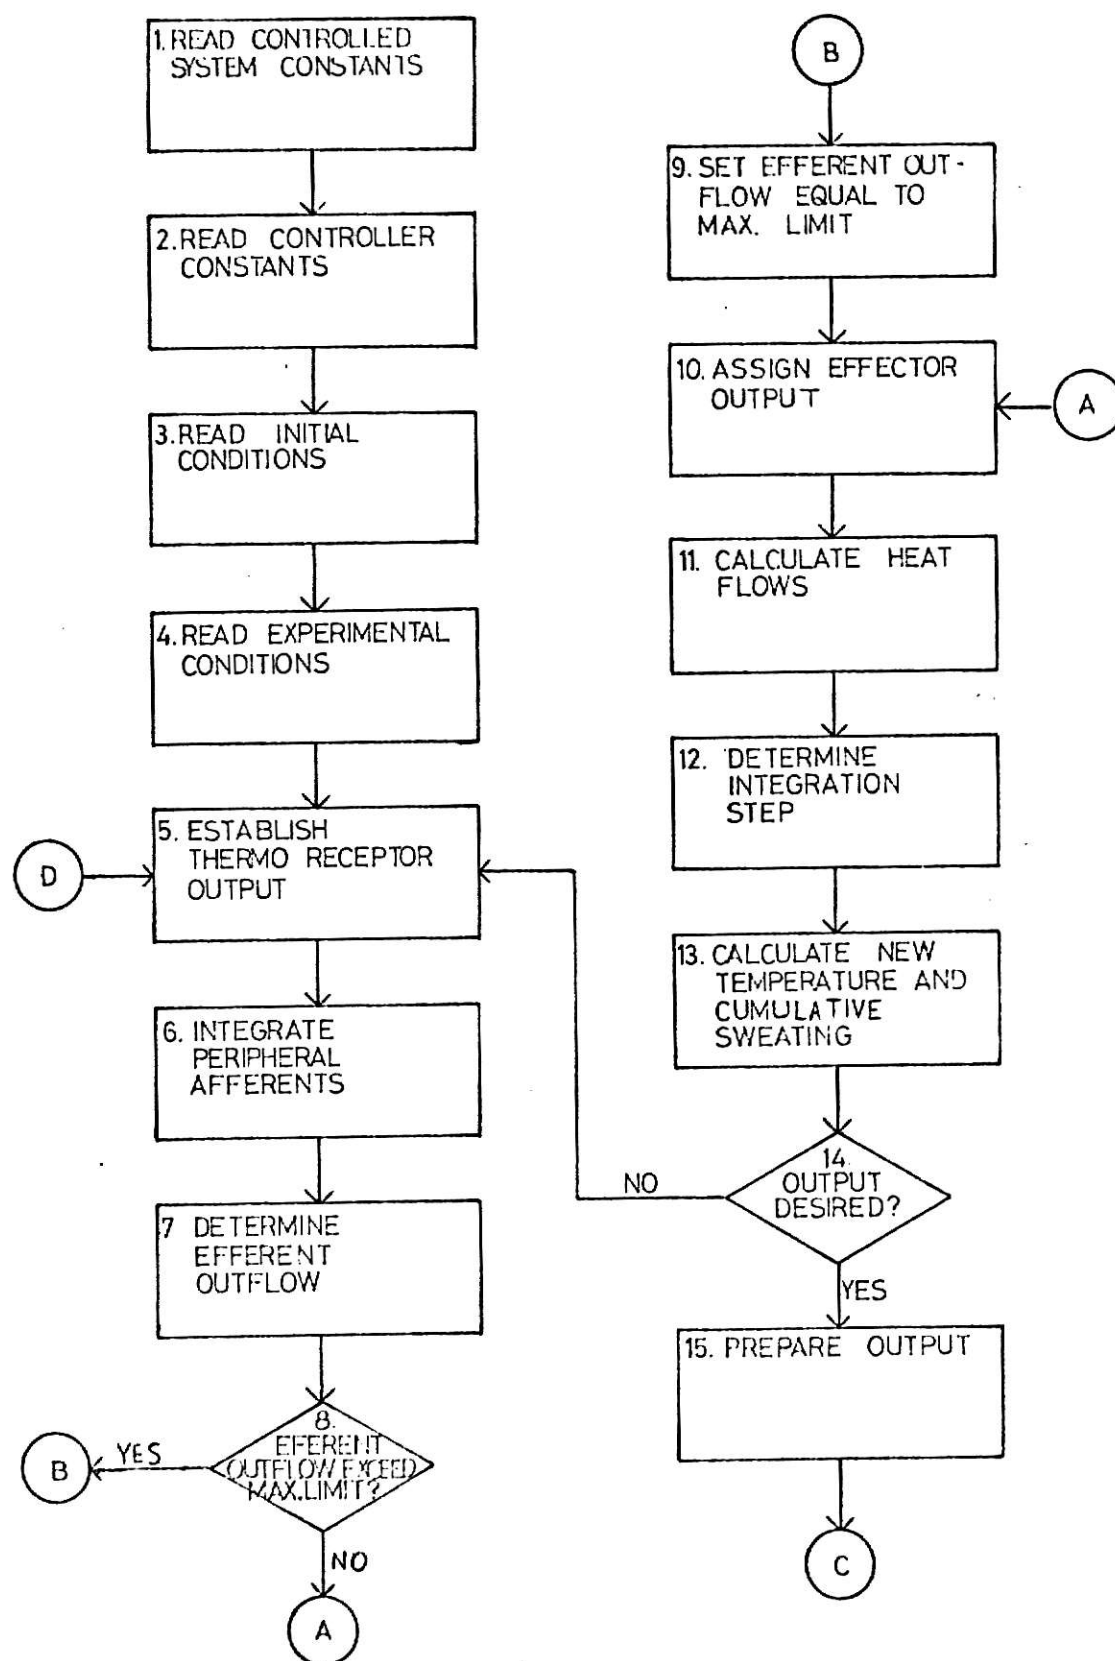 1. READ CONTROLLED
SYSTEM CONSTANTS
2. READ CONTROLLER
CONSTANTS
3. READ INITIAL
CONDITIONS
4. READ EXPERIMENTAL
CONDITIONS
D
5. ESTABLISH
THERMO RECEPTOR
OUTPUT
6. INTEGRATE
PERIPHERAL
AFFERENTS
7 DETERMINE
EFFERENT
OUTFLOW
8.
EFERENT
OUTFLOW EXCEED
MAX.LIMIT?
YES
B
NO
A
B
9. SET EFFERENT OUT-
FLOW EQUAL TO
MAX. LIMIT
10. ASSIGN EFFECTOR
OUTPUT
A
11. CALCULATE HEAT
FLOWS
12. DETERMINE
INTEGRATION
STEP
13. CALCULATE NEW
TEMPERATURE AND
CUMULATIVE
SWEATING
14.
OUTPUT
DESIRED?
NO
YES
15. PREPARE OUTPUT
C